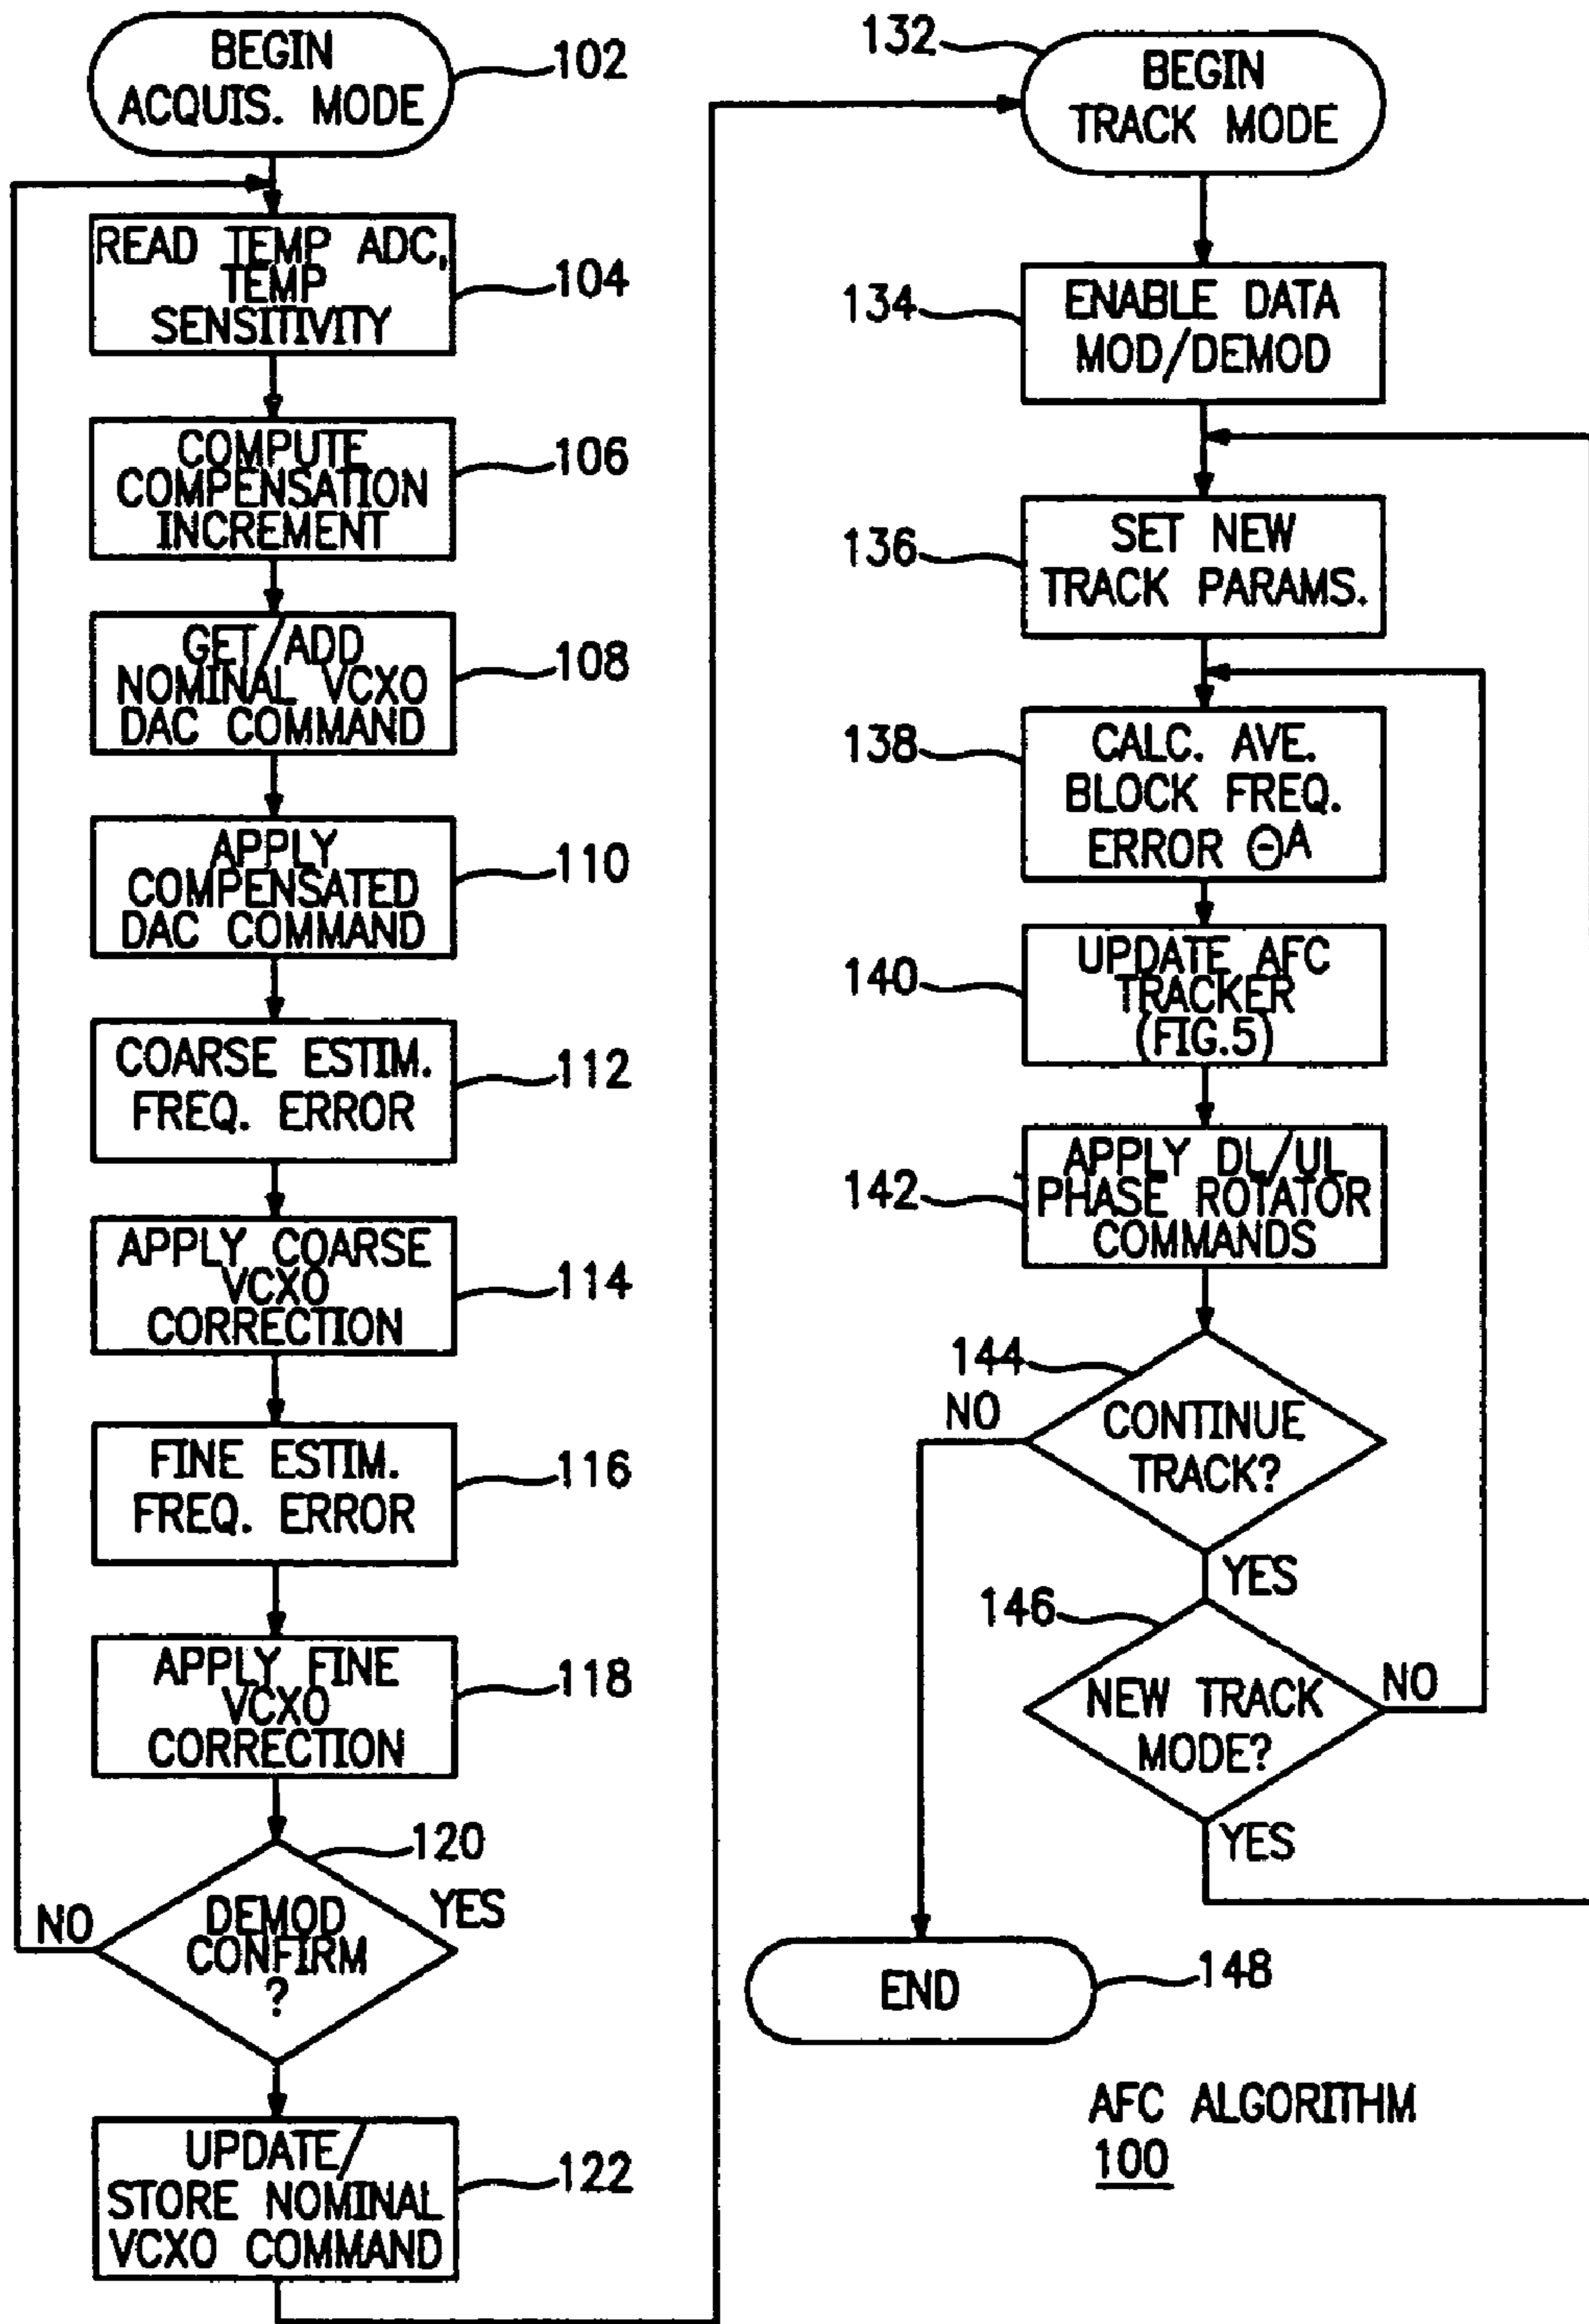 BEGIN
ACQUIS. MODE
102
READ TEMP ADC,
TEMP
SENSITIVITY
104
COMPUTE
COMPENSATION
INCREMENT
106
GET/ADD
NOMINAL VCXO
DAC COMMAND
108
APPLY
COMPENSATED
DAC COMMAND
110
COARSE ESTIM.
FREQ. ERROR
112
APPLY COARSE
VCXO
CORRECTION
114
FINE ESTIM.
FREQ. ERROR
116
APPLY FINE
VCXO
CORRECTION
118
120
NO
DEMOD
CONFIRM
?
YES
UPDATE/
STORE NOMINAL
VCXO COMMAND
122
132
BEGIN
TRACK MODE
134
ENABLE DATA
MOD/DEMOD
136
SET NEW
TRACK PARAMS.
138
CALC. AVE.
BLOCK FREQ.
ERROR ΘA
140
UPDATE AFC
TRACKER
(FIG.5)
142
APPLY DL/UL
PHASE ROTATOR
COMMANDS
144
NO
CONTINUE
TRACK?
YES
146
NEW TRACK
MODE?
NO
YES
END
148
AFC ALGORITHM
100